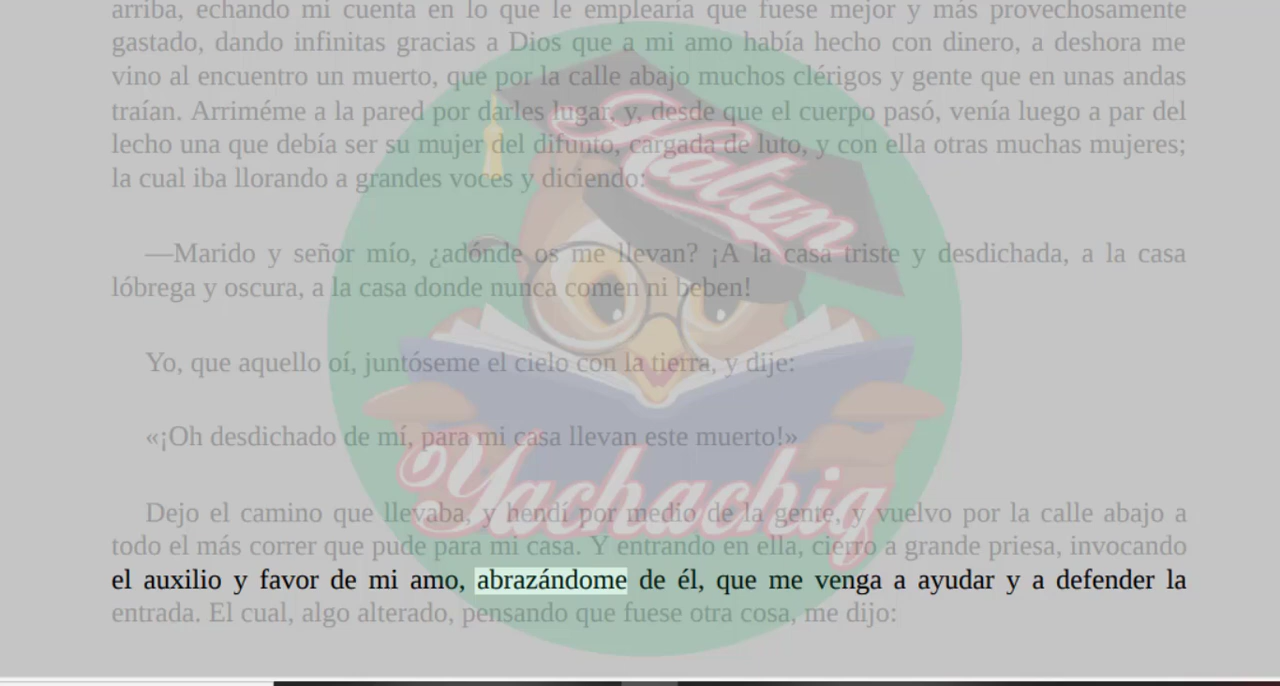 arriba, echando mi cuenta en lo que le emplearía que fuese mejor y más provechosamente
gastado, dando infinitas gracias a Dios que a mi amo había hecho con dinero, a deshora me
vino al encuentro un muerto, que por la calle abajo muchos clérigos y gente que en unas andas
traían. Arriméme a la pared por darles lugar, y, desde que el cuerpo pasó, venía luego a par del
lecho una que debía ser su mujer del difunto, cargada de luto, y con ella otras muchas mujeres;
la cual iba llorando a grandes voces y diciendo:
—Marido y señor mío, ¿adónde os me llevan? ¡A la casa triste y desdichada, a la casa
lóbrega y oscura, a la casa donde nunca comen ni beben!
Yo, que aquello oí, juntóseme el cielo con la tierra, y dije:
«¡Oh desdichado de mí, para mi casa llevan este muerto!»
Dejo el camino que llevaba, y hendí por medio de la gente, y vuelvo por la calle abajo a
todo el más correr que pude para mi casa. Y entrando en ella, cierro a grande priesa, invocando
el auxilio y favor de mi amo, abrazándome de él, que me venga a ayudar y a defender la
entrada. El cual, algo alterado, pensando que fuese otra cosa, me dijo:
Hatun
Yachachiq